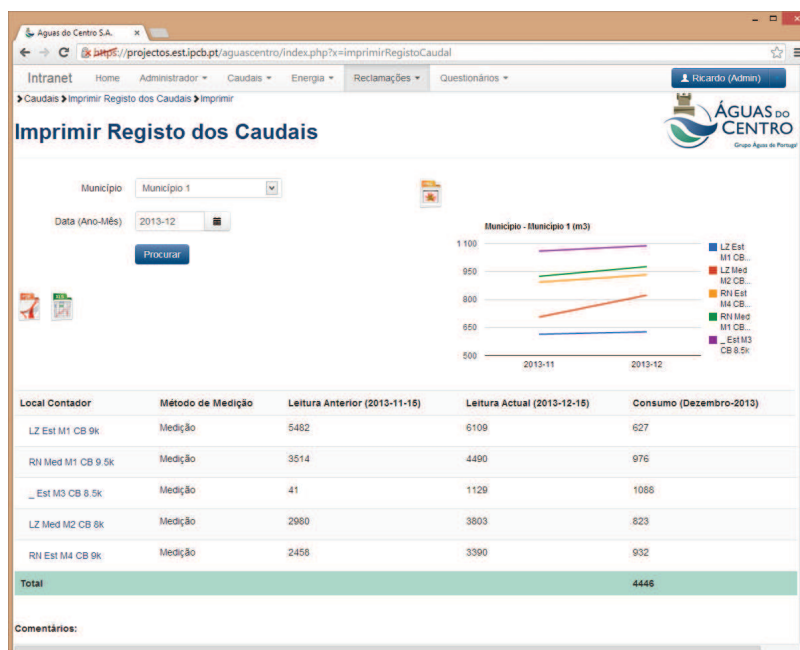 Águas do Centro S.A.
https://projectos.est.ipcb.pt/aguascentro/index.php?x=imprimirRegistoCaudal
Intranet Home Administrador Caudais Energia Reclamações Questionários Ricardo (Admin)
Caudais Imprimir Registo dos Caudais Imprimir
ÁGUAS DO
CENTRO
Grupo Águas de Portugal
Imprimir Registo dos Caudais
Município Município 1
Data (Ano-Mês) 2013-12
Procurar
Município - Município 1 (m3)
1 100
950
800
650
500
2013-11 2013-12
LZ Est
M1 CB...
LZ Med
M2 CB...
RN Est
M4 CB...
RN Med
M1 CB...
_ Est M3
CB 8.5k
Local Contador Método de Medição Leitura Anterior (2013-11-15) Leitura Actual (2013-12-15) Consumo (Dezembro-2013)
LZ Est M1 CB 9k Medição 5482 6109 627
RN Med M1 CB 9.5k Medição 3514 4490 976
_ Est M3 CB 8.5k Medição 41 1129 1088
LZ Med M2 CB 8k Medição 2980 3803 823
RN Est M4 CB 9k Medição 2458 3390 932
Total 4446
Comentários: